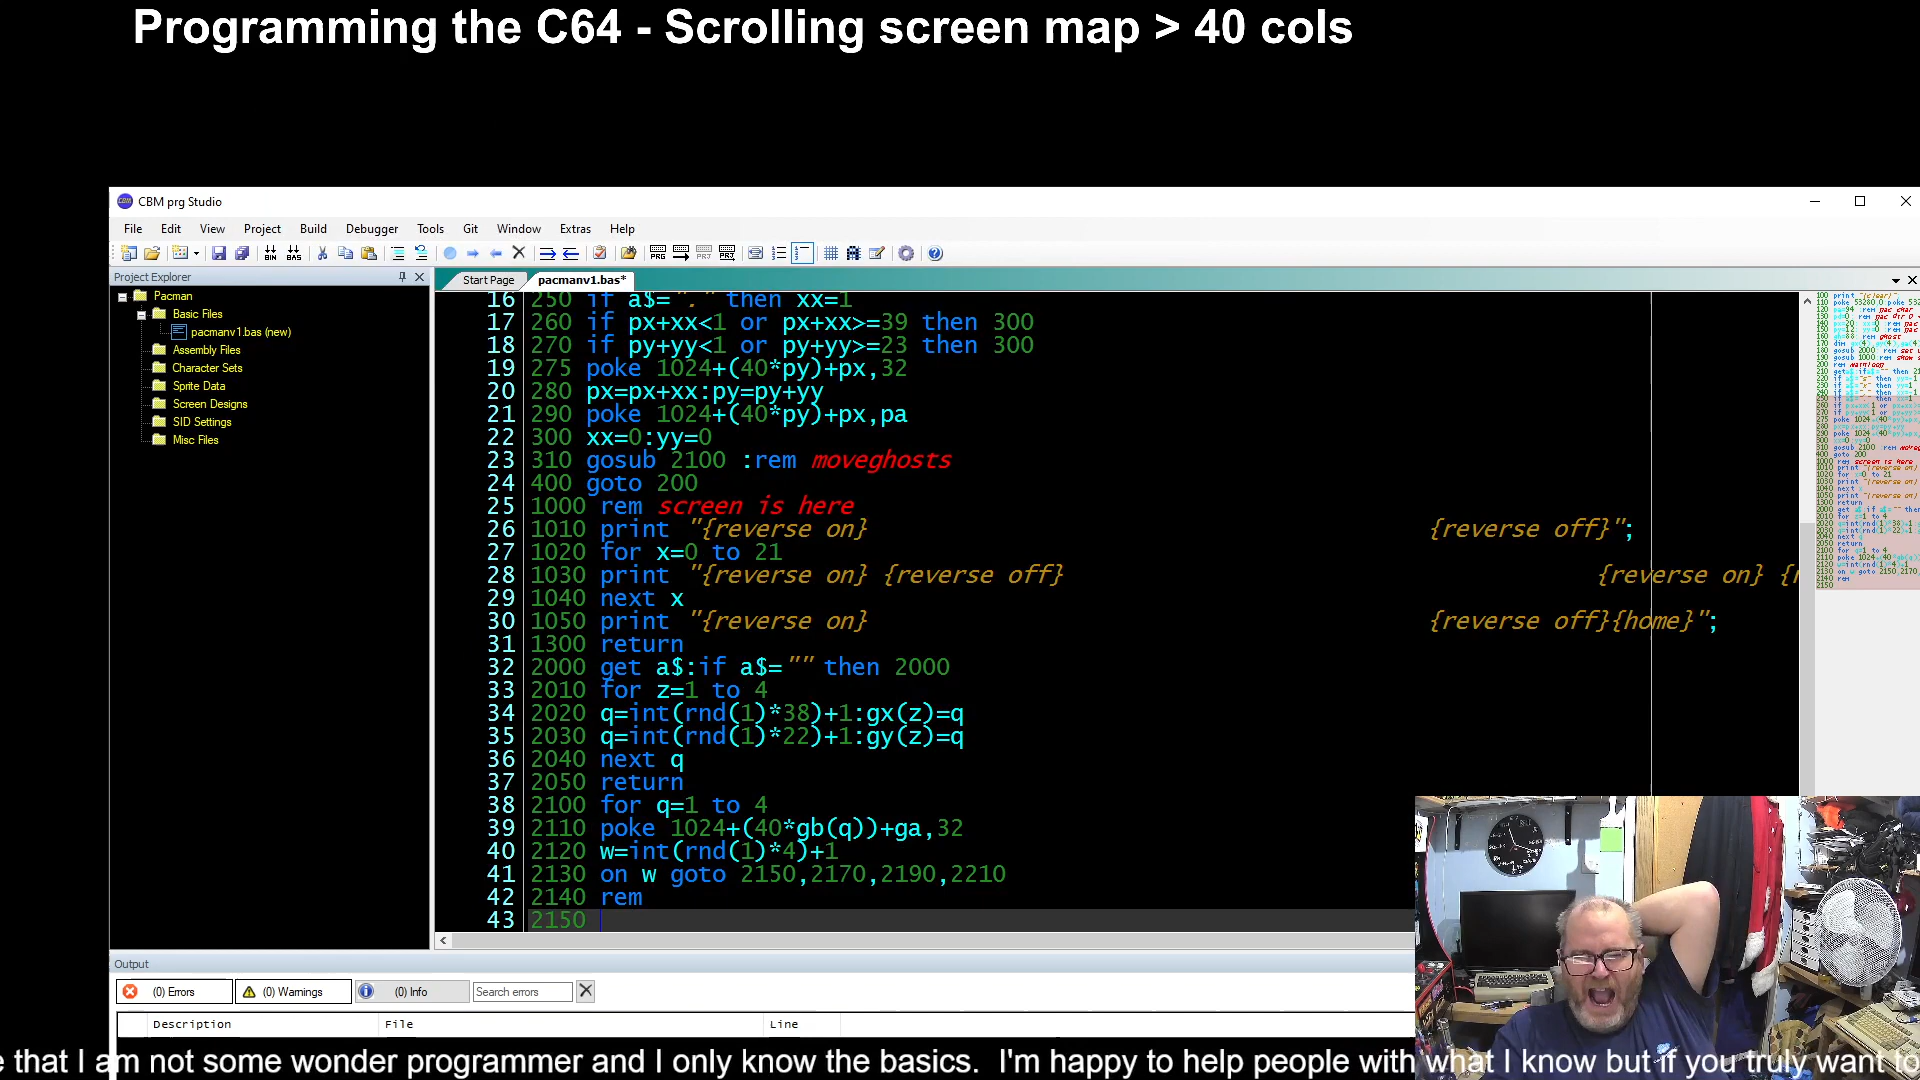 Programming the C64 - Scrolling screen map > 40 cols
CBM prg Studio
File Edit View Project Build Debugger Tools Git Window Extras Help
Project Explorer
Start Page
pacmanv1.bas*
Pacman
Basic Files
pacmanv1.bas (new)
Assembly Files
Character Sets
Sprite Data
Screen Designs
SID Settings
Misc Files
16 250 if a$="." then xx=1
17 260 if px+xx<1 or px+xx>=39 then 300
18 270 if py+yy<1 or py+yy>=23 then 300
19 275 poke 1024+(40*py)+px,32
20 280 px=px+xx:py=py+yy
21 290 poke 1024+(40*py)+px,pa
22 300 xx=0:yy=0
23 310 gosub 2100 :rem moveghosts
24 400 goto 200
25 1000 rem screen is here
26 1010 print "{reverse on} {reverse off}";
27 1020 for x=0 to 21
28 1030 print "{reverse on} {reverse off} {reverse on} {r
29 1040 next x
30 1050 print "{reverse on} {reverse off}{home}";
31 1300 return
32 2000 get a$:if a$="" then 2000
33 2010 for z=1 to 4
34 2020 q=int(rnd(1)*38)+1:gx(z)=q
35 2030 q=int(rnd(1)*22)+1:gy(z)=q
36 2040 next q
37 2050 return
38 2100 for q=1 to 4
39 2110 poke 1024+(40*gb(q))+ga,32
40 2120 w=int(rnd(1)*4)+1
41 2130 on w goto 2150,2170,2190,2210
42 2140 rem
43 2150
Output
(0) Errors
(0) Warnings
(0) Info
Search errors
Description File Line
e that I am not some wonder programmer and I only know the basics. I'm happy to help people with what I know but if you truly want to